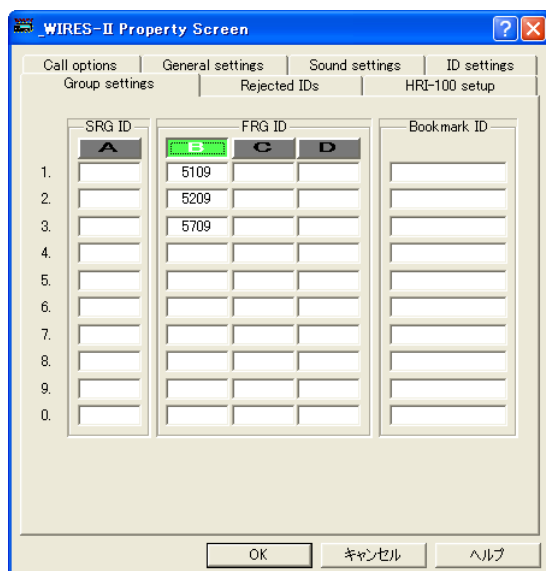 _WIRES-II Property Screen
Call options General settings Sound settings ID settings
Group settings Rejected IDs HRI-100 setup
SRG ID FRG ID Bookmark ID
A B C D
1. 5109
2. 5209
3. 5709
4.
5.
6.
7.
8.
9.
0.
OK キャンセル ヘルプ